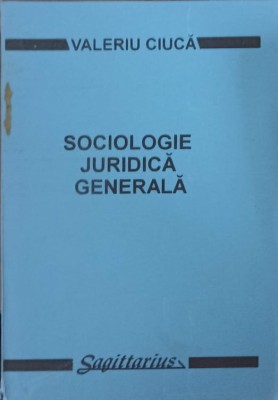 VALERIU CIUCĂ
SOCIOLOGIE
JURIDICĂ
GENERALĂ
Sagittarius